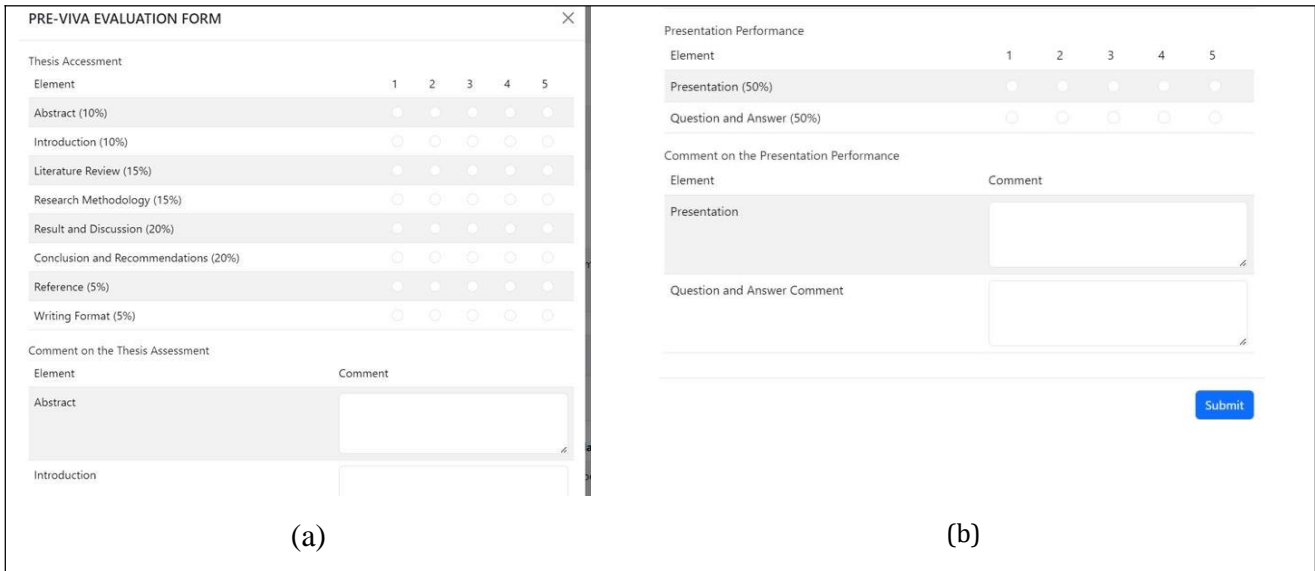 PRE-VIVA EVALUATION FORM
Thesis Accessment
Element 1 2 3 4 5
Abstract (10%)
Introduction (10%)
Literature Review (15%)
Research Methodology (15%)
Result and Discussion (20%)
Conclusion and Recommendations (20%)
Reference (5%)
Writing Format (5%)
Comment on the Thesis Assessment
Element Comment
Abstract
Introduction
(a)
Presentation Performance
Element 1 2 3 4 5
Presentation (50%)
Question and Answer (50%)
Comment on the Presentation Performance
Element Comment
Presentation
Question and Answer Comment
Submit
(b)